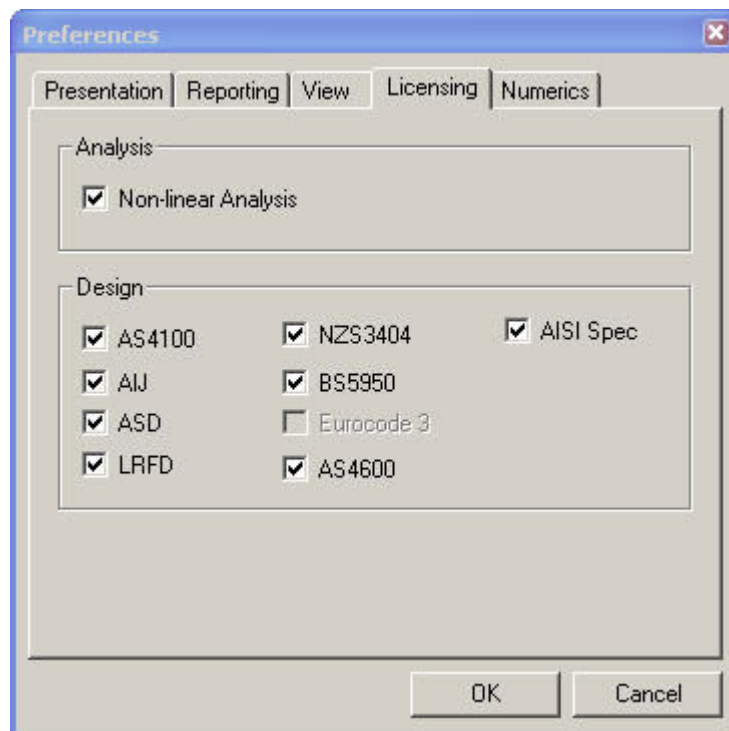 Preferences
Presentation Reporting View Licensing Numerics
Analysis
Non-linear Analysis
Design
AS4100 NZS3404 AISI Spec
AIJ BS5950
ASD Eurocode 3
LRFD AS4600
OK Cancel